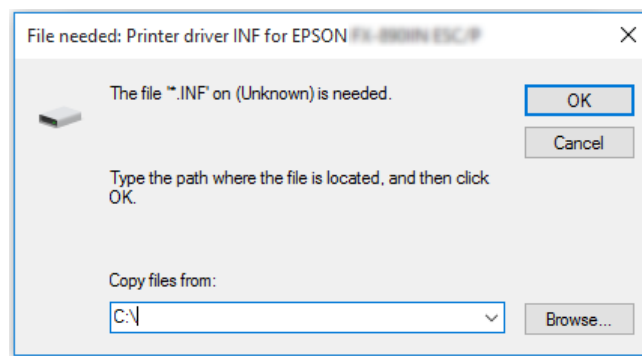 File needed: Printer driver INF for EPSON
The file '*.INF' on (Unknown) is needed.
OK
Cancel
Type the path where the file is located, and then click
OK.
Copy files from:
C:\
Browse...